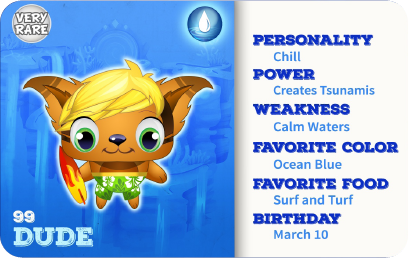 VERY
RARE
99
DUDE
PERSONALITY
Chill
POWER
Creates Tsunamis
WEAKNESS
Calm Waters
FAVORITE COLOR
Ocean Blue
FAVORITE FOOD
Surf and Turf
BIRTHDAY
March 10